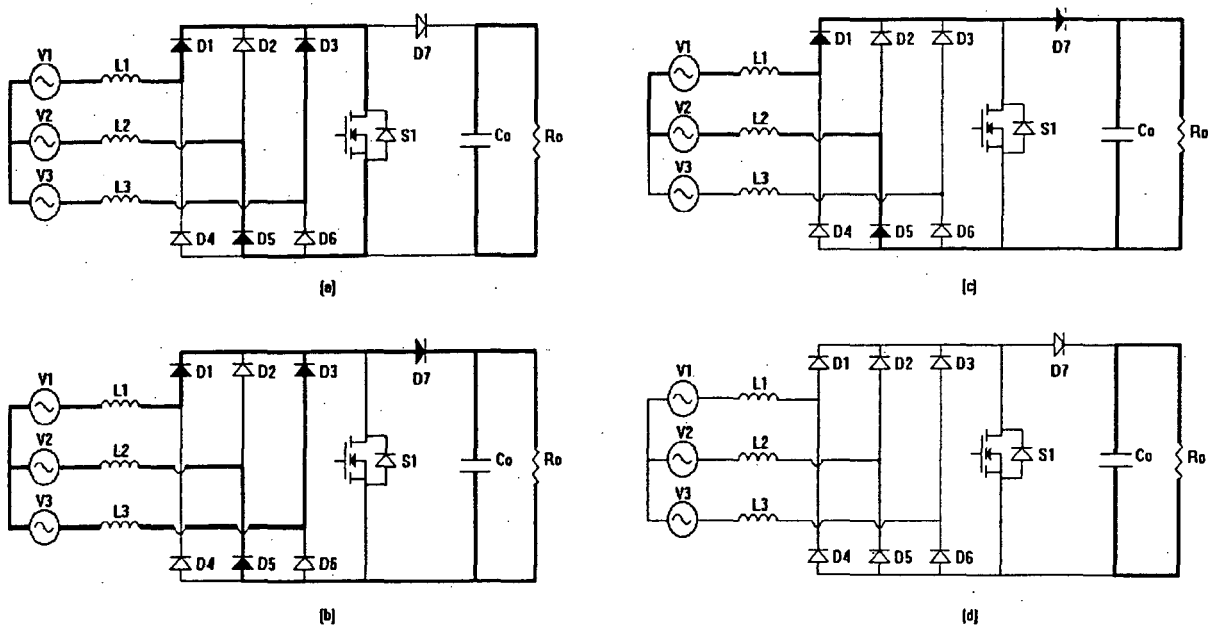 V1
L1
D1
D2
D3
D7
V2
L2
S1
Co
Ro
V3
L3
D4
D5
D6
(a)
V1
L1
D1
D2
D3
D7
V2
L2
S1
Co
Ro
V3
L3
D4
D5
D6
(c)
V1
L1
D1
D2
D3
D7
V2
L2
S1
Co
Ro
V3
L3
D4
D5
D6
(b)
V1
L1
D1
D2
D3
D7
V2
L2
S1
Co
Ro
V3
L3
D4
D5
D6
(d)